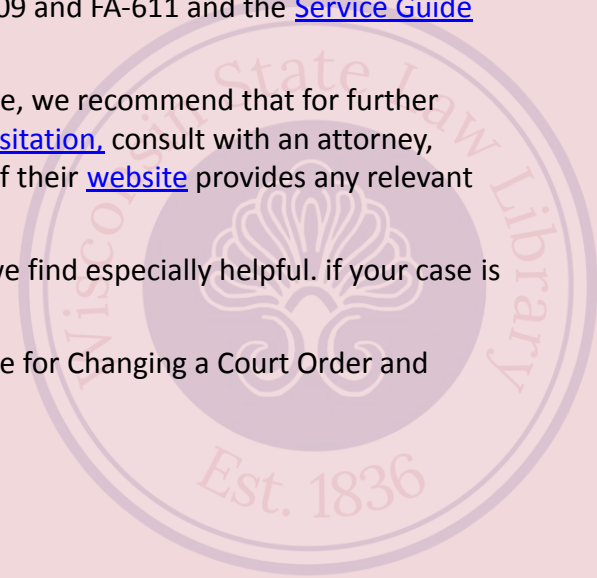 09 and FA-611 and the Service Guide
e, we recommend that for further
sitation, consult with an attorney,
f their website provides any relevant
ve find especially helpful. if your case is
e for Changing a Court Order and
Wisconsin State Law Library
Est. 1836